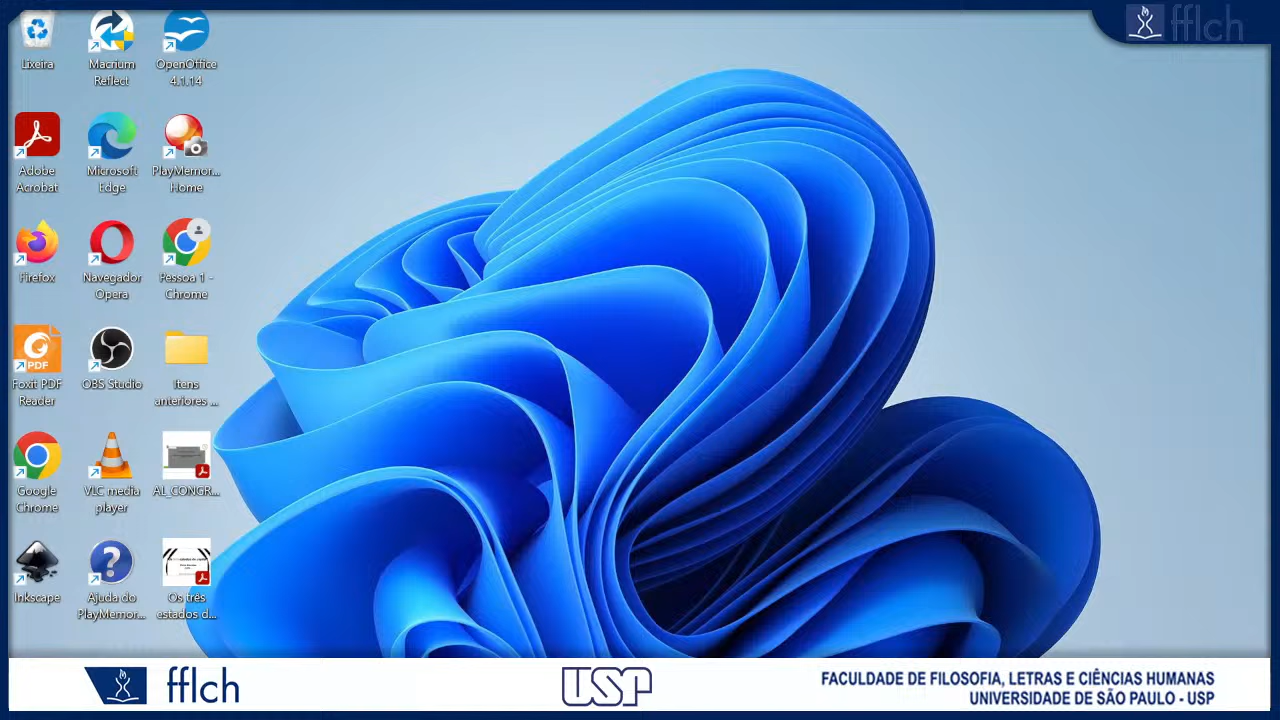 fflch
Lixeira
Macrium
Reflect
OpenOffice
4.1.14
Adobe
Acrobat
Microsoft
Edge
PlayMemor...
Home
Firefox
Navegador
Opera
Pessoa 1 -
Chrome
PDF
Foxit PDF
Reader
OBS Studio
Itens
anteriores ...
Google
Chrome
VLC media
player
AL_CONGR...
Inkscape
Ajuda do
PlayMemor...
Os três
estados d...
fflch
USP
FACULDADE DE FILOSOFIA, LETRAS E CIÊNCIAS HUMANAS
UNIVERSIDADE DE SÃO PAULO - USP